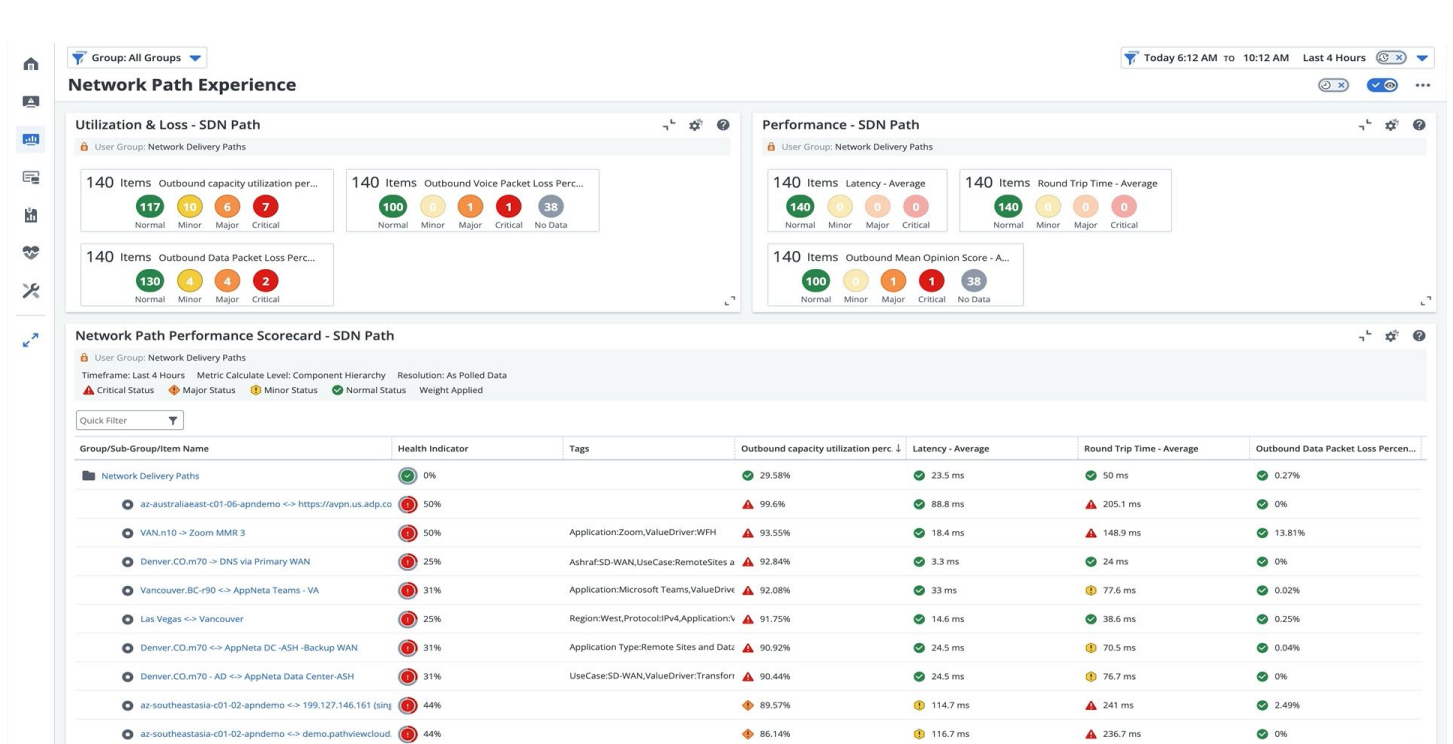 Group: All Groups
Today 6:12 AM TO 10:12 AM Last 4 Hours
Network Path Experience
Utilization & Loss - SDN Path
User Group: Network Delivery Paths
140 Items Outbound capacity utilization per...
117 10 6 7
Normal Minor Major Critical
140 Items Outbound Voice Packet Loss Perc...
100 0 1 1 38
Normal Minor Major Critical No Data
140 Items Outbound Data Packet Loss Perc...
130 4 4 2
Normal Minor Major Critical
Performance - SDN Path
User Group: Network Delivery Paths
140 Items Latency - Average
140 0 0 0
Normal Minor Major Critical
140 Items Round Trip Time - Average
140 0 0 0
Normal Minor Major Critical
140 Items Outbound Mean Opinion Score - A...
100 0 1 1 38
Normal Minor Major Critical No Data
Network Path Performance Scorecard - SDN Path
User Group: Network Delivery Paths
Timeframe: Last 4 Hours Metric Calculate Level: Component Hierarchy Resolution: As Polled Data
Critical Status Major Status Minor Status Normal Status Weight Applied
Quick Filter
Group/Sub-Group/Item Name Health Indicator Tags Outbound capacity utilization perc. Latency - Average Round Trip Time - Average Outbound Data Packet Loss Percen...
Network Delivery Paths 0% 29.58% 23.5 ms 50 ms 0.27%
az-australiaeast-c01-06-apndemo <-> https://avpn.us.adp.co 50% 99.6% 88.8 ms 205.1 ms 0%
VAN.n10 -> Zoom MMR 3 50% Application:Zoom,ValueDriver:WFH 93.55% 18.4 ms 148.9 ms 13.81%
Denver.CO.m70 -> DNS via Primary WAN 25% Ashraf:SD-WAN,UseCase:RemoteSites a 92.84% 3.3 ms 24 ms 0%
Vancouver.BC-r90 <-> AppNeta Teams - VA 31% Application:Microsoft Teams,ValueDrive 92.08% 33 ms 77.6 ms 0.02%
Las Vegas <-> Vancouver 25% Region:West,Protocol:IPv4,Application:V 91.75% 14.6 ms 38.6 ms 0.25%
Denver.CO.m70 <-> AppNeta DC -ASH -Backup WAN 31% Application Type:Remote Sites and Data 90.92% 24.5 ms 70.5 ms 0.04%
Denver.CO.m70 - AD <-> AppNeta Data Center-ASH 31% UseCase:SD-WAN,ValueDriver:Transforr 90.44% 24.5 ms 76.7 ms 0%
az-southeastasia-c01-02-apndemo <-> 199.127.146.161 (sing 44% 89.57% 114.7 ms 241 ms 2.49%
az-southeastasia-c01-02-apndemo <-> demo.pathviewcloud. 44% 86.14% 116.7 ms 236.7 ms 0%